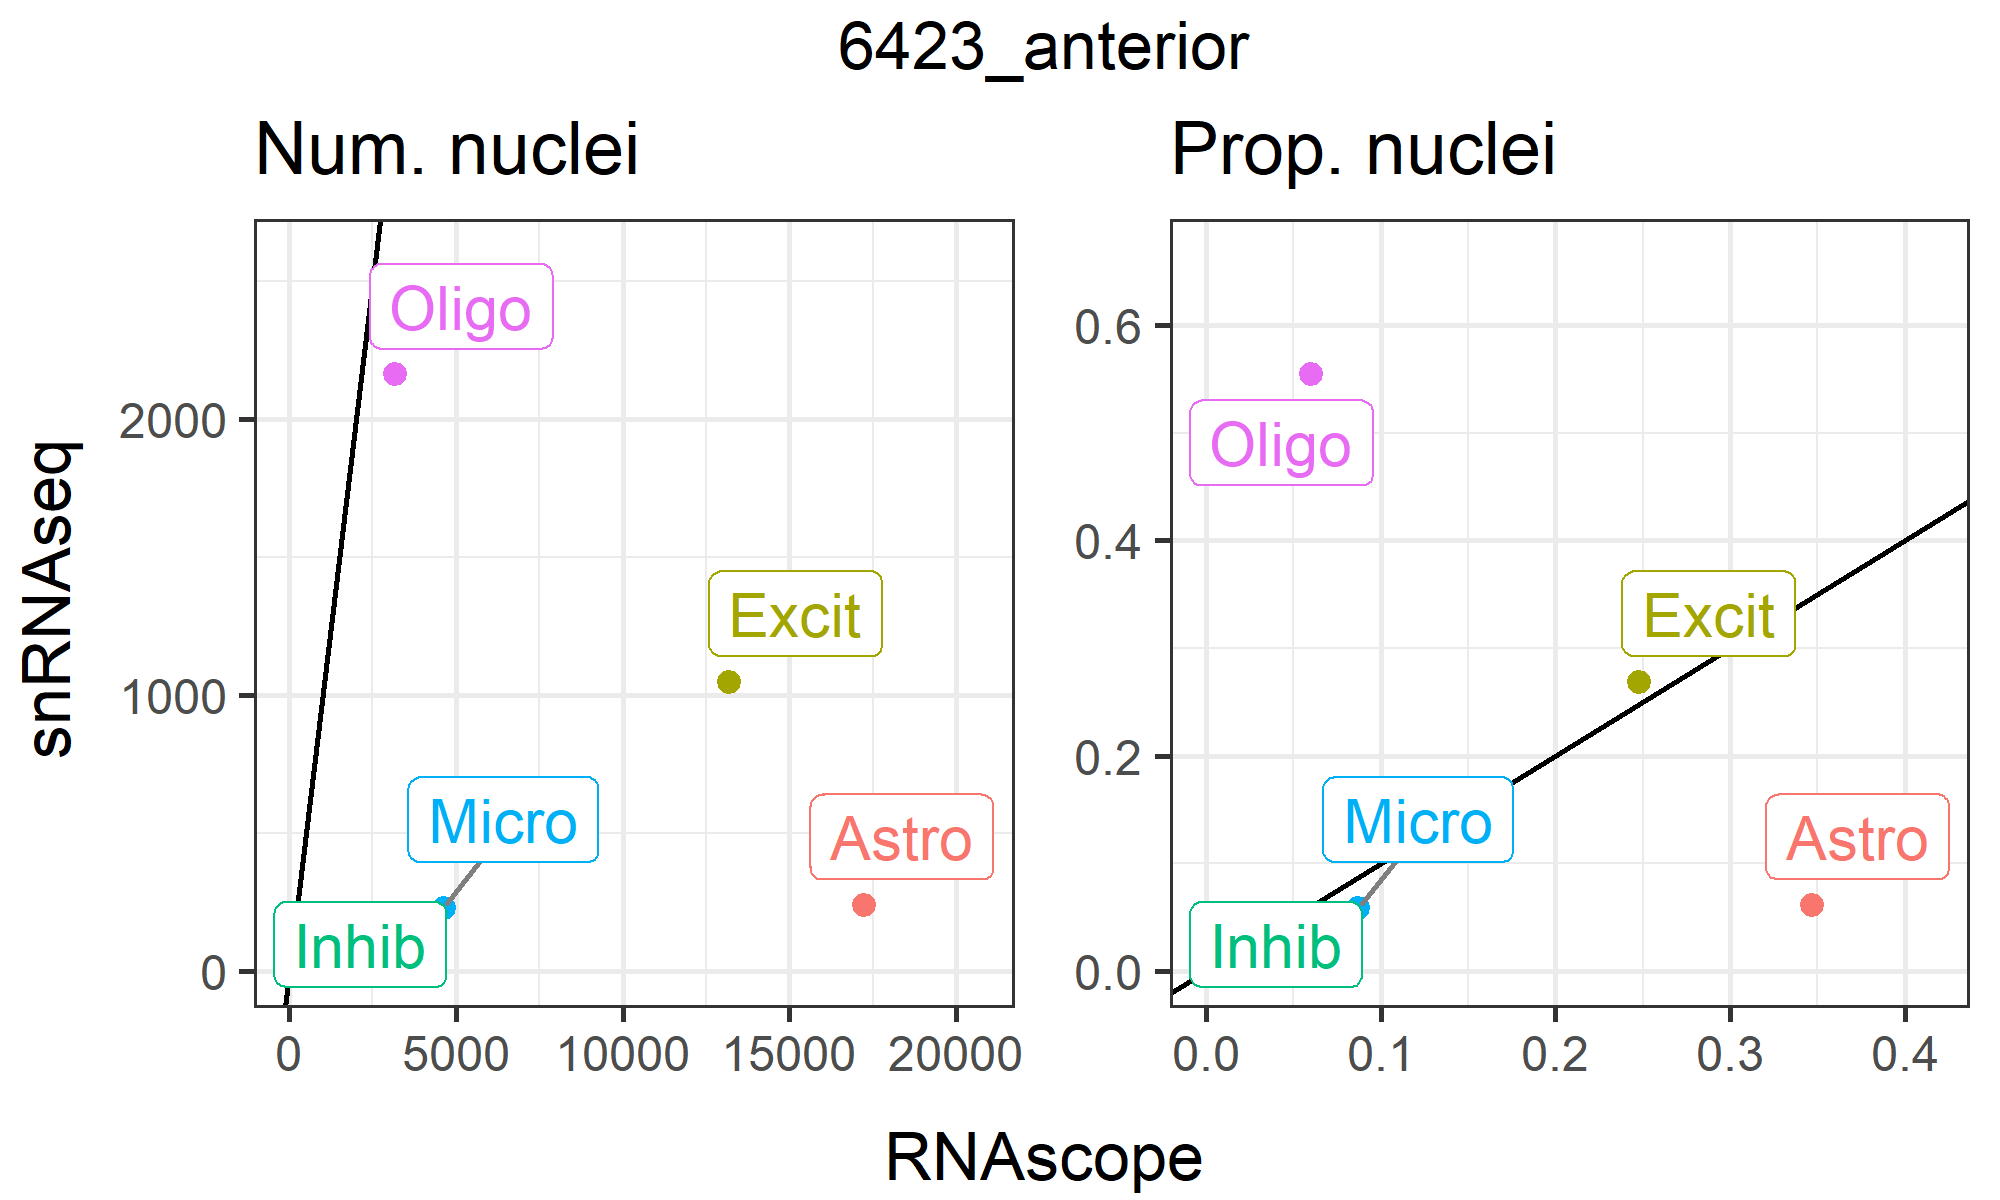 6423_anterior
Num. nuclei
Prop. nuclei
snRNAseq
2000
1000
0
Oligo
Excit
Micro
Astro
Inhib
0 5000 10000 15000 20000
0.6
0.4
0.2
0.0
Oligo
Excit
Micro
Astro
Inhib
0.0 0.1 0.2 0.3 0.4
RNAscope